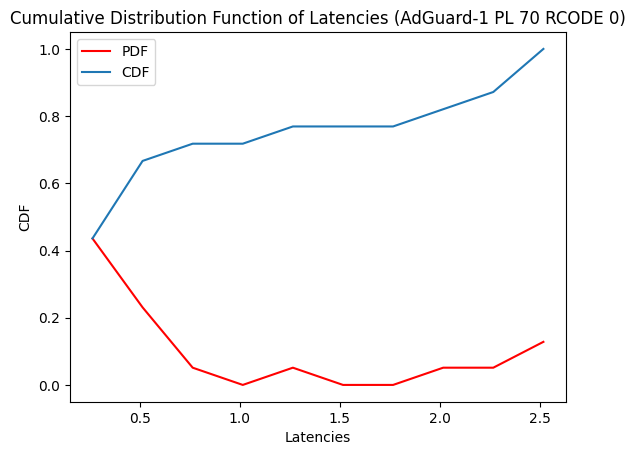 Cumulative Distribution Function of Latencies (AdGuard-1 PL 70 RCODE 0)
PDF
CDF
1.0
0.8
0.6
0.4
0.2
0.0
CDF
0.5
1.0
1.5
2.0
2.5
Latencies